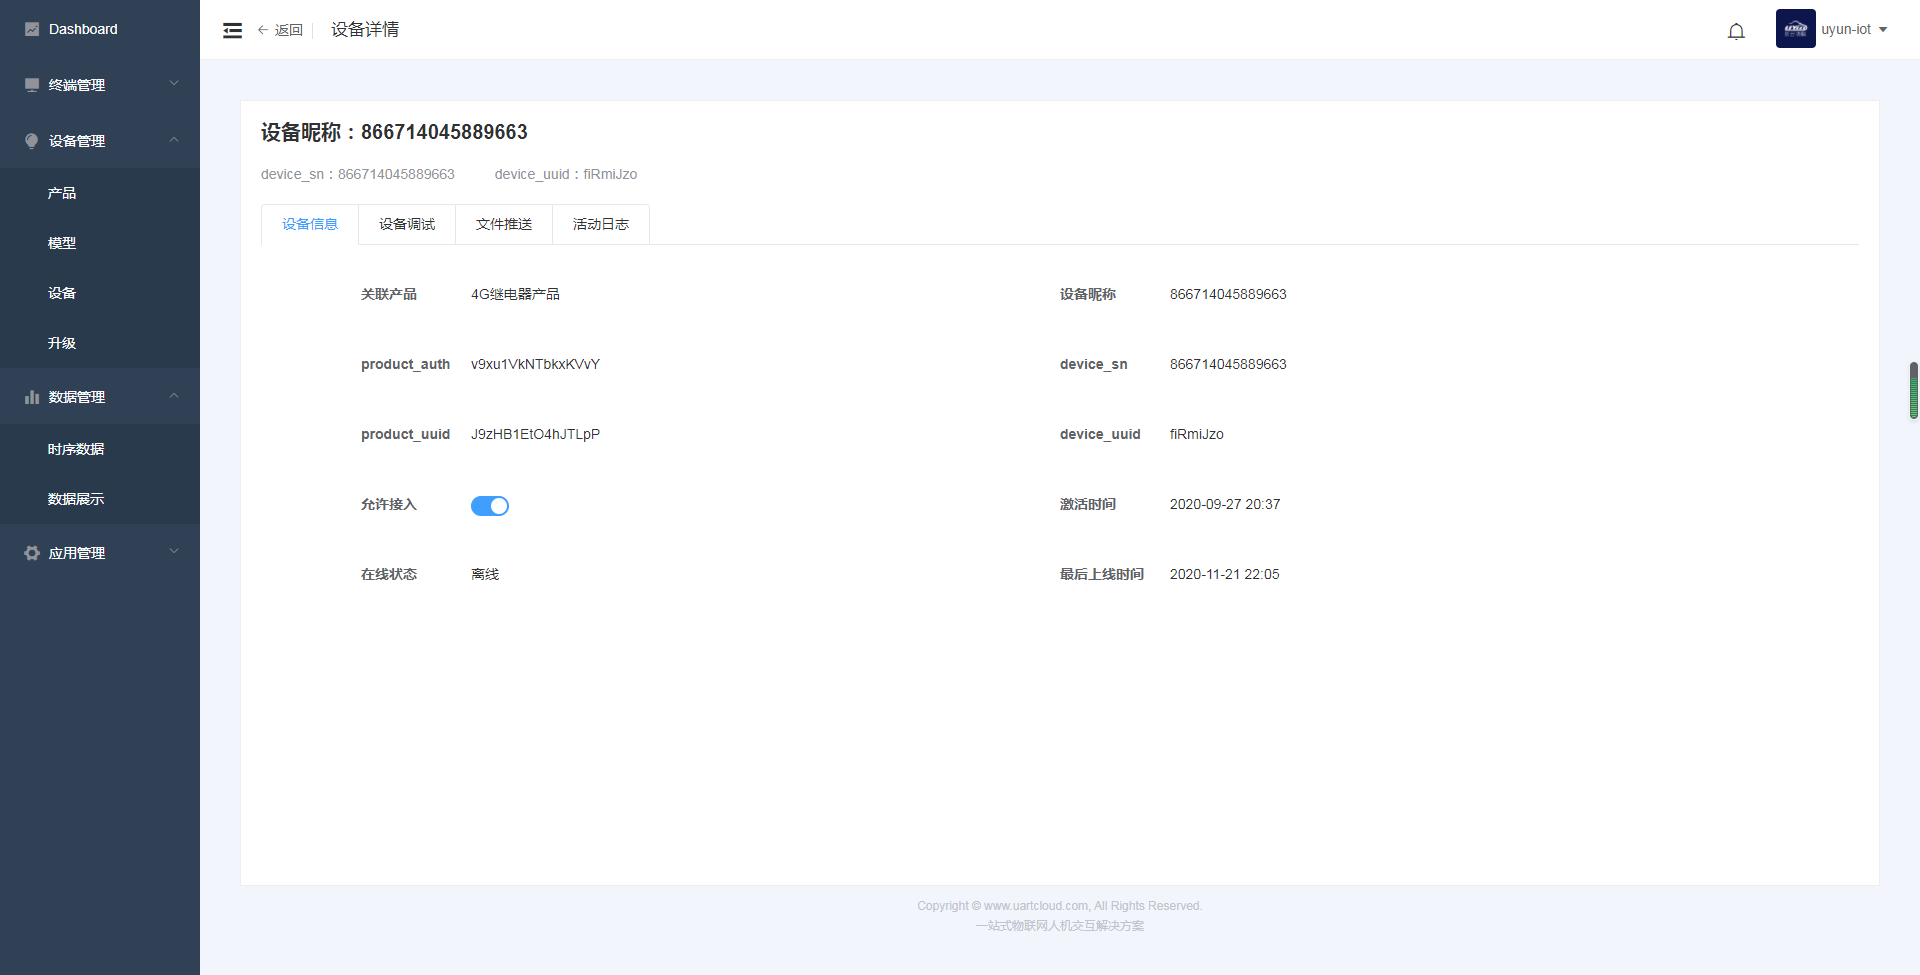 Dashboard
终端管理
设备管理
产品
模型
设备
升级
数据管理
时序数据
数据展示
应用管理
返回
设备详情
uyun-iot
设备昵称：866714045889663
device_sn：866714045889663
device_uuid：fiRmiJzo
设备信息
设备调试
文件推送
活动日志
关联产品
4G继电器产品
设备昵称
866714045889663
product_auth
v9xu1VkNTbkxKVvY
device_sn
866714045889663
product_uuid
J9zHB1EtO4hJTLpP
device_uuid
fiRmiJzo
允许接入
激活时间
2020-09-27 20:37
在线状态
离线
最后上线时间
2020-11-21 22:05
Copyright © www.uartcloud.com, All Rights Reserved.
一站式物联网人机交互解决方案